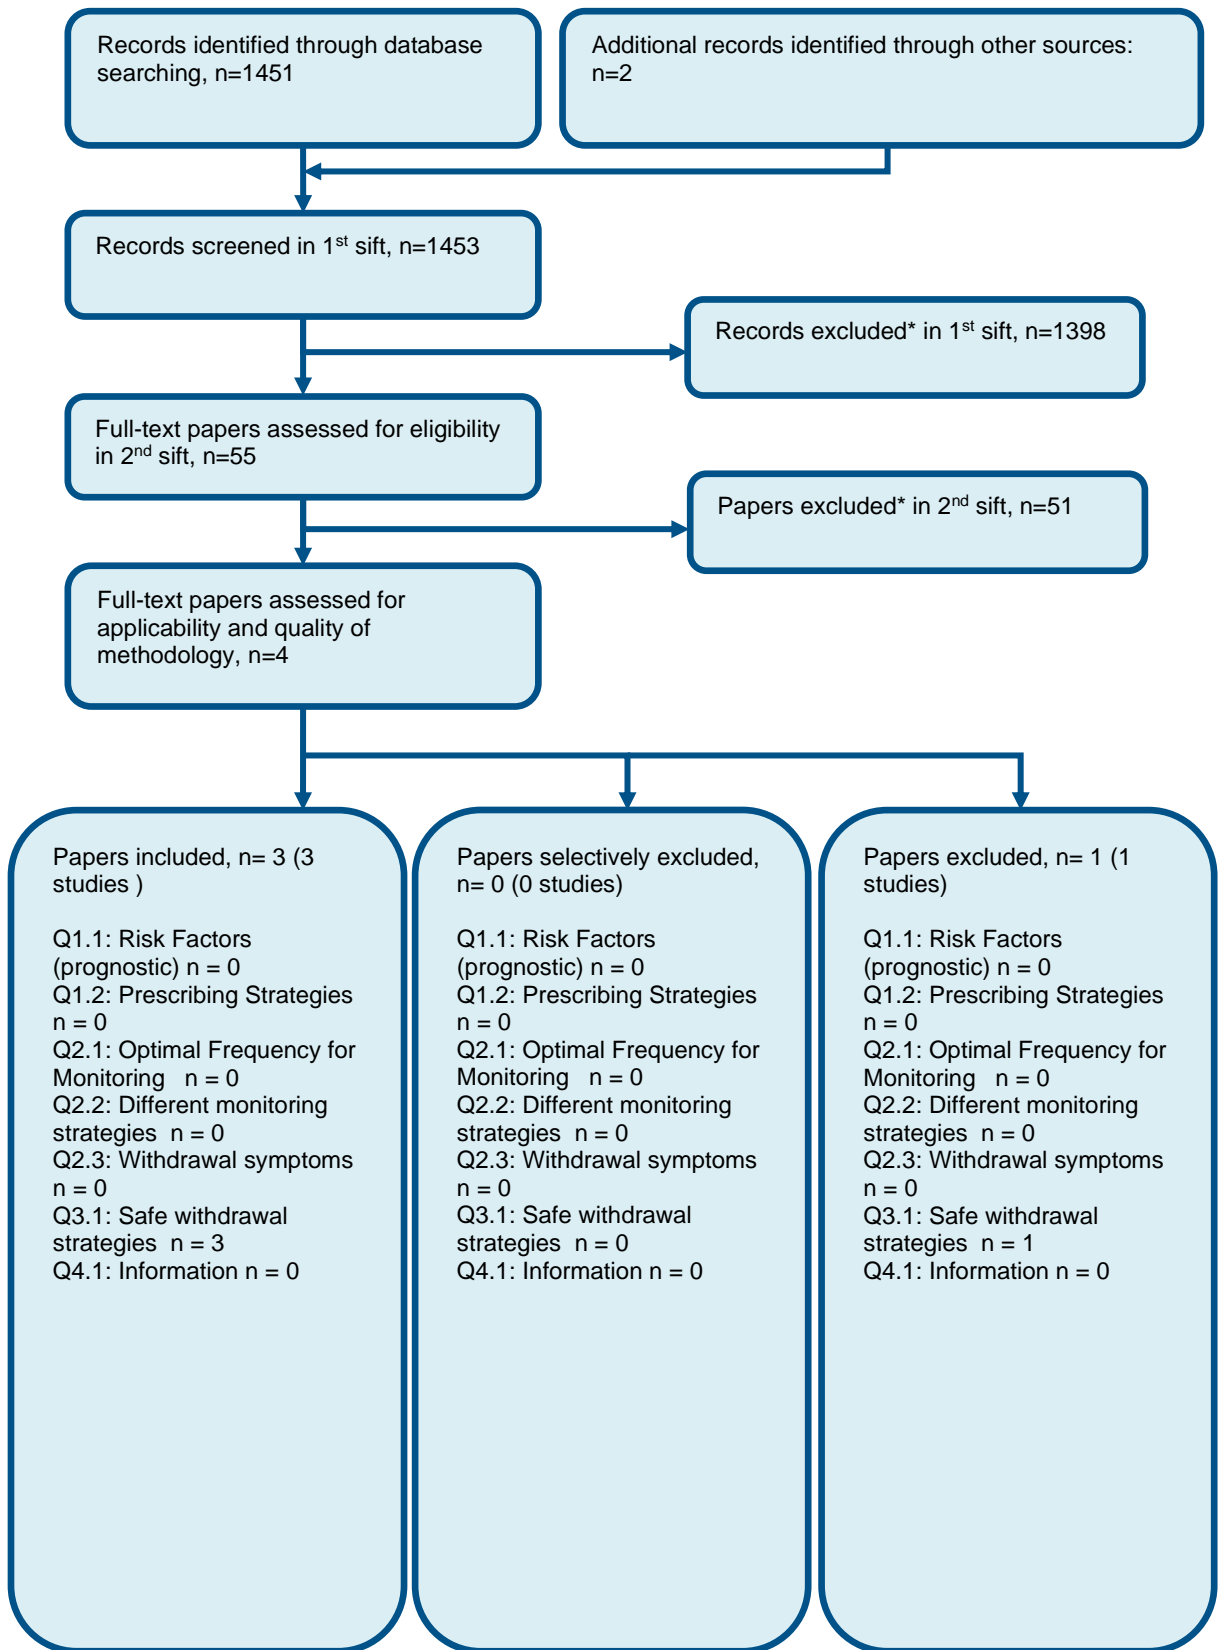 Records identified through database
searching, n=1451
Additional records identified through other sources:
n=2
Records screened in 1st sift, n=1453
Records excluded* in 1st sift, n=1398
Full-text papers assessed for eligibility
in 2nd sift, n=55
Papers excluded* in 2nd sift, n=51
Full-text papers assessed for
applicability and quality of
methodology, n=4
Papers included, n= 3 (3
studies )
Q1.1: Risk Factors
(prognostic) n = 0
Q1.2: Prescribing Strategies
n = 0
Q2.1: Optimal Frequency for
Monitoring n = 0
Q2.2: Different monitoring
strategies n = 0
Q2.3: Withdrawal symptoms
n = 0
Q3.1: Safe withdrawal
strategies n = 3
Q4.1: Information n = 0
Papers selectively excluded,
n= 0 (0 studies)
Q1.1: Risk Factors
(prognostic) n = 0
Q1.2: Prescribing Strategies
n = 0
Q2.1: Optimal Frequency for
Monitoring n = 0
Q2.2: Different monitoring
strategies n = 0
Q2.3: Withdrawal symptoms
n = 0
Q3.1: Safe withdrawal
strategies n = 0
Q4.1: Information n = 0
Papers excluded, n= 1 (1
studies)
Q1.1: Risk Factors
(prognostic) n = 0
Q1.2: Prescribing Strategies
n = 0
Q2.1: Optimal Frequency for
Monitoring n = 0
Q2.2: Different monitoring
strategies n = 0
Q2.3: Withdrawal symptoms
n = 0
Q3.1: Safe withdrawal
strategies n = 1
Q4.1: Information n = 0